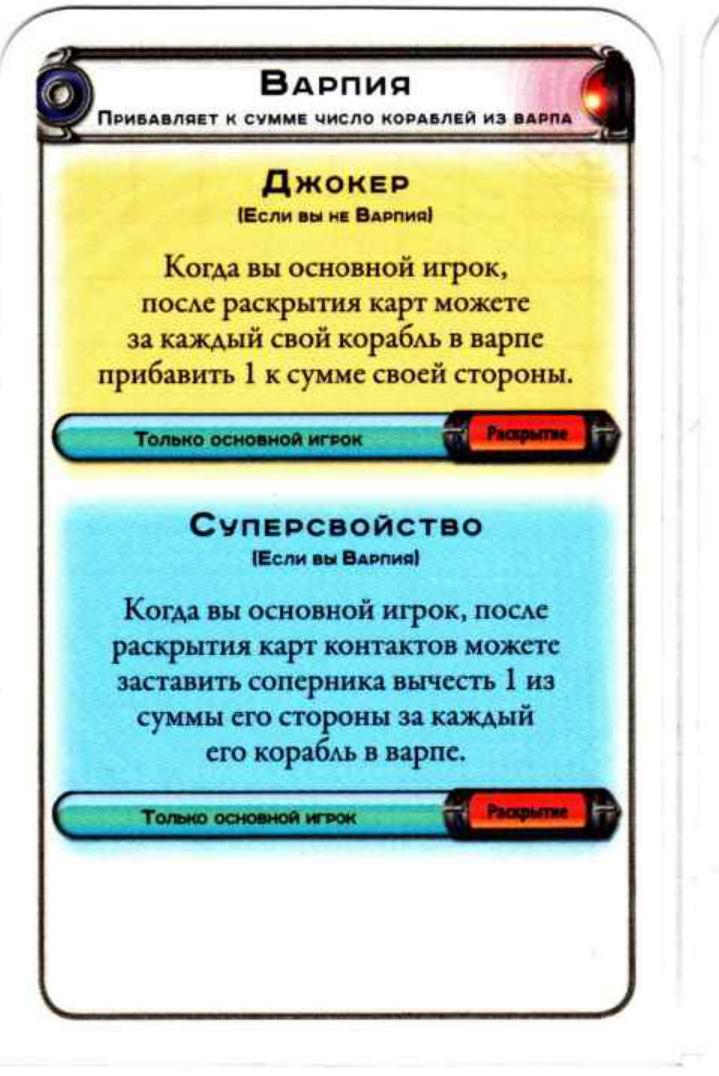 Варпия
Прибавляет к сумме число кораблей из варпа
Джокер
(Если вы не Варпия)
Когда вы основной игрок,
после раскрытия карт можете
за каждый свой корабль в варпе
прибавить 1 к сумме своей стороны.
Только основной игрок Раскрытие
Суперсвойство
(Если вы Варпия)
Когда вы основной игрок, после
раскрытия карт контактов можете
заставить соперника вычесть 1 из
суммы его стороны за каждый
его корабль в варпе.
Только основной игрок Раскрытие